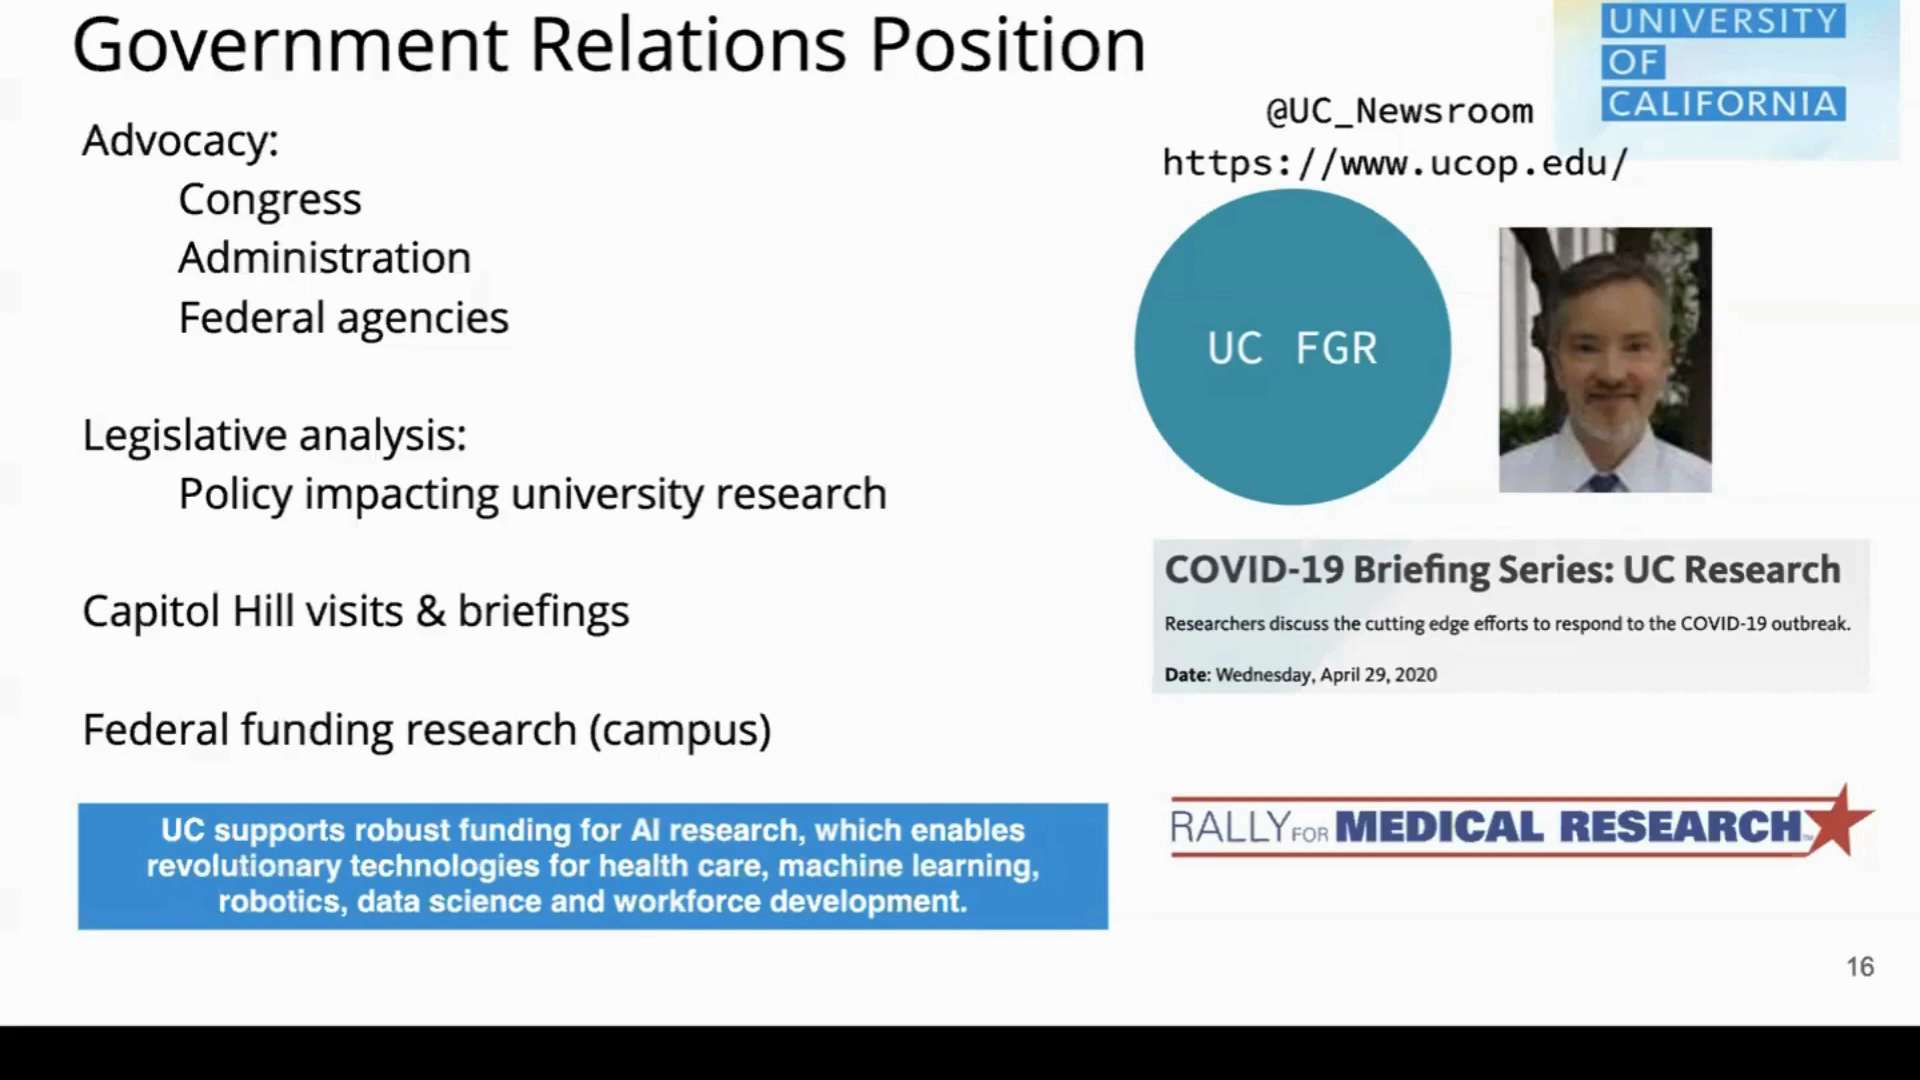 Government Relations Position
UNIVERSITY
OF
CALIFORNIA
@UC_Newsroom
https://www.ucop.edu/
Advocacy:
Congress
Administration
Federal agencies
UC FGR
Legislative analysis:
Policy impacting university research
Capitol Hill visits & briefings
Federal funding research (campus)
UC supports robust funding for AI research, which enables
revolutionary technologies for health care, machine learning,
robotics, data science and workforce development.
COVID-19 Briefing Series: UC Research
Researchers discuss the cutting edge efforts to respond to the COVID-19 outbreak.
Date: Wednesday, April 29, 2020
RALLY FOR MEDICAL RESEARCH™
16